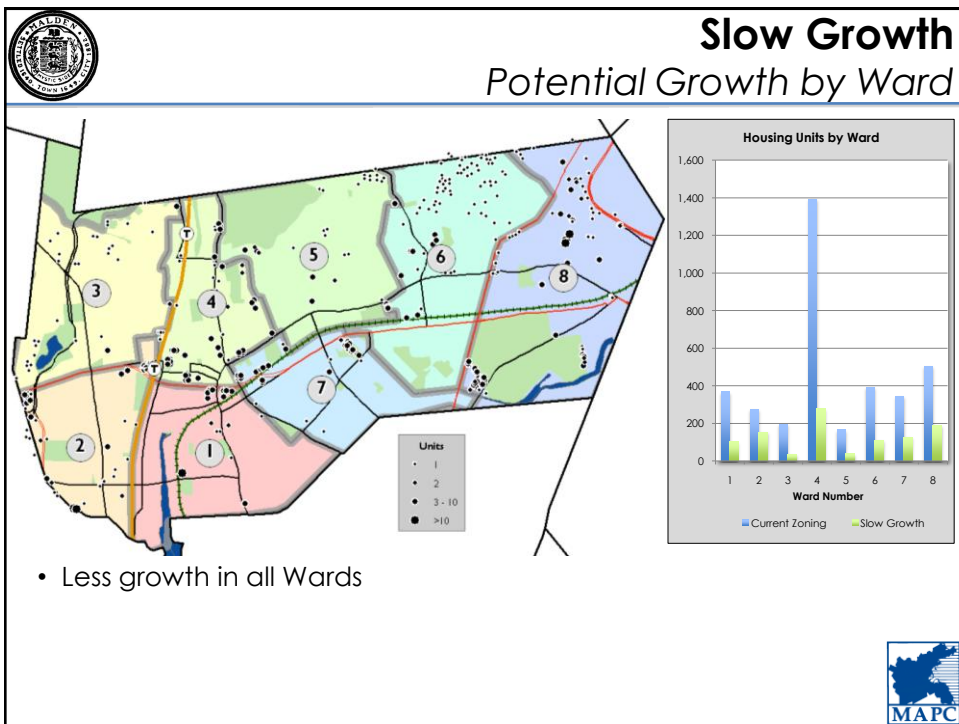 MALDEN
MYSTIC SIDE
Slow Growth
Potential Growth by Ward
T
T
1
2
3
4
5
6
7
8
Units
1
2
3 - 10
>10
Housing Units by Ward
1,600
1,400
1,200
1,000
800
600
400
200
0
1 2 3 4 5 6 7 8
Ward Number
Current Zoning Slow Growth
• Less growth in all Wards
MAPC